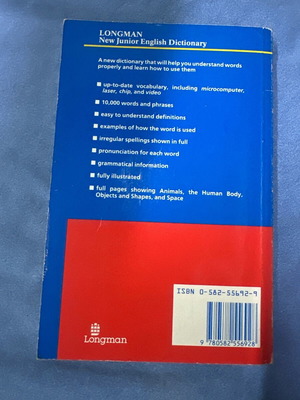 LONGMAN
New Junior English Dictionary
A new dictionary that will help you understand words
properly and learn how to use them
up-to-date vocabulary, including microcomputer,
laser, chip, and video
10,000 words and phrases
easy to understand definitions
examples of how the word is used
irregular spellings shown in full
pronunciation for each word
grammatical information
fully illustrated
full pages showing Animals, the Human Body,
Objects and Shapes, and Space
ISBN 0-582-55692-9
9 780582 556928
Longman